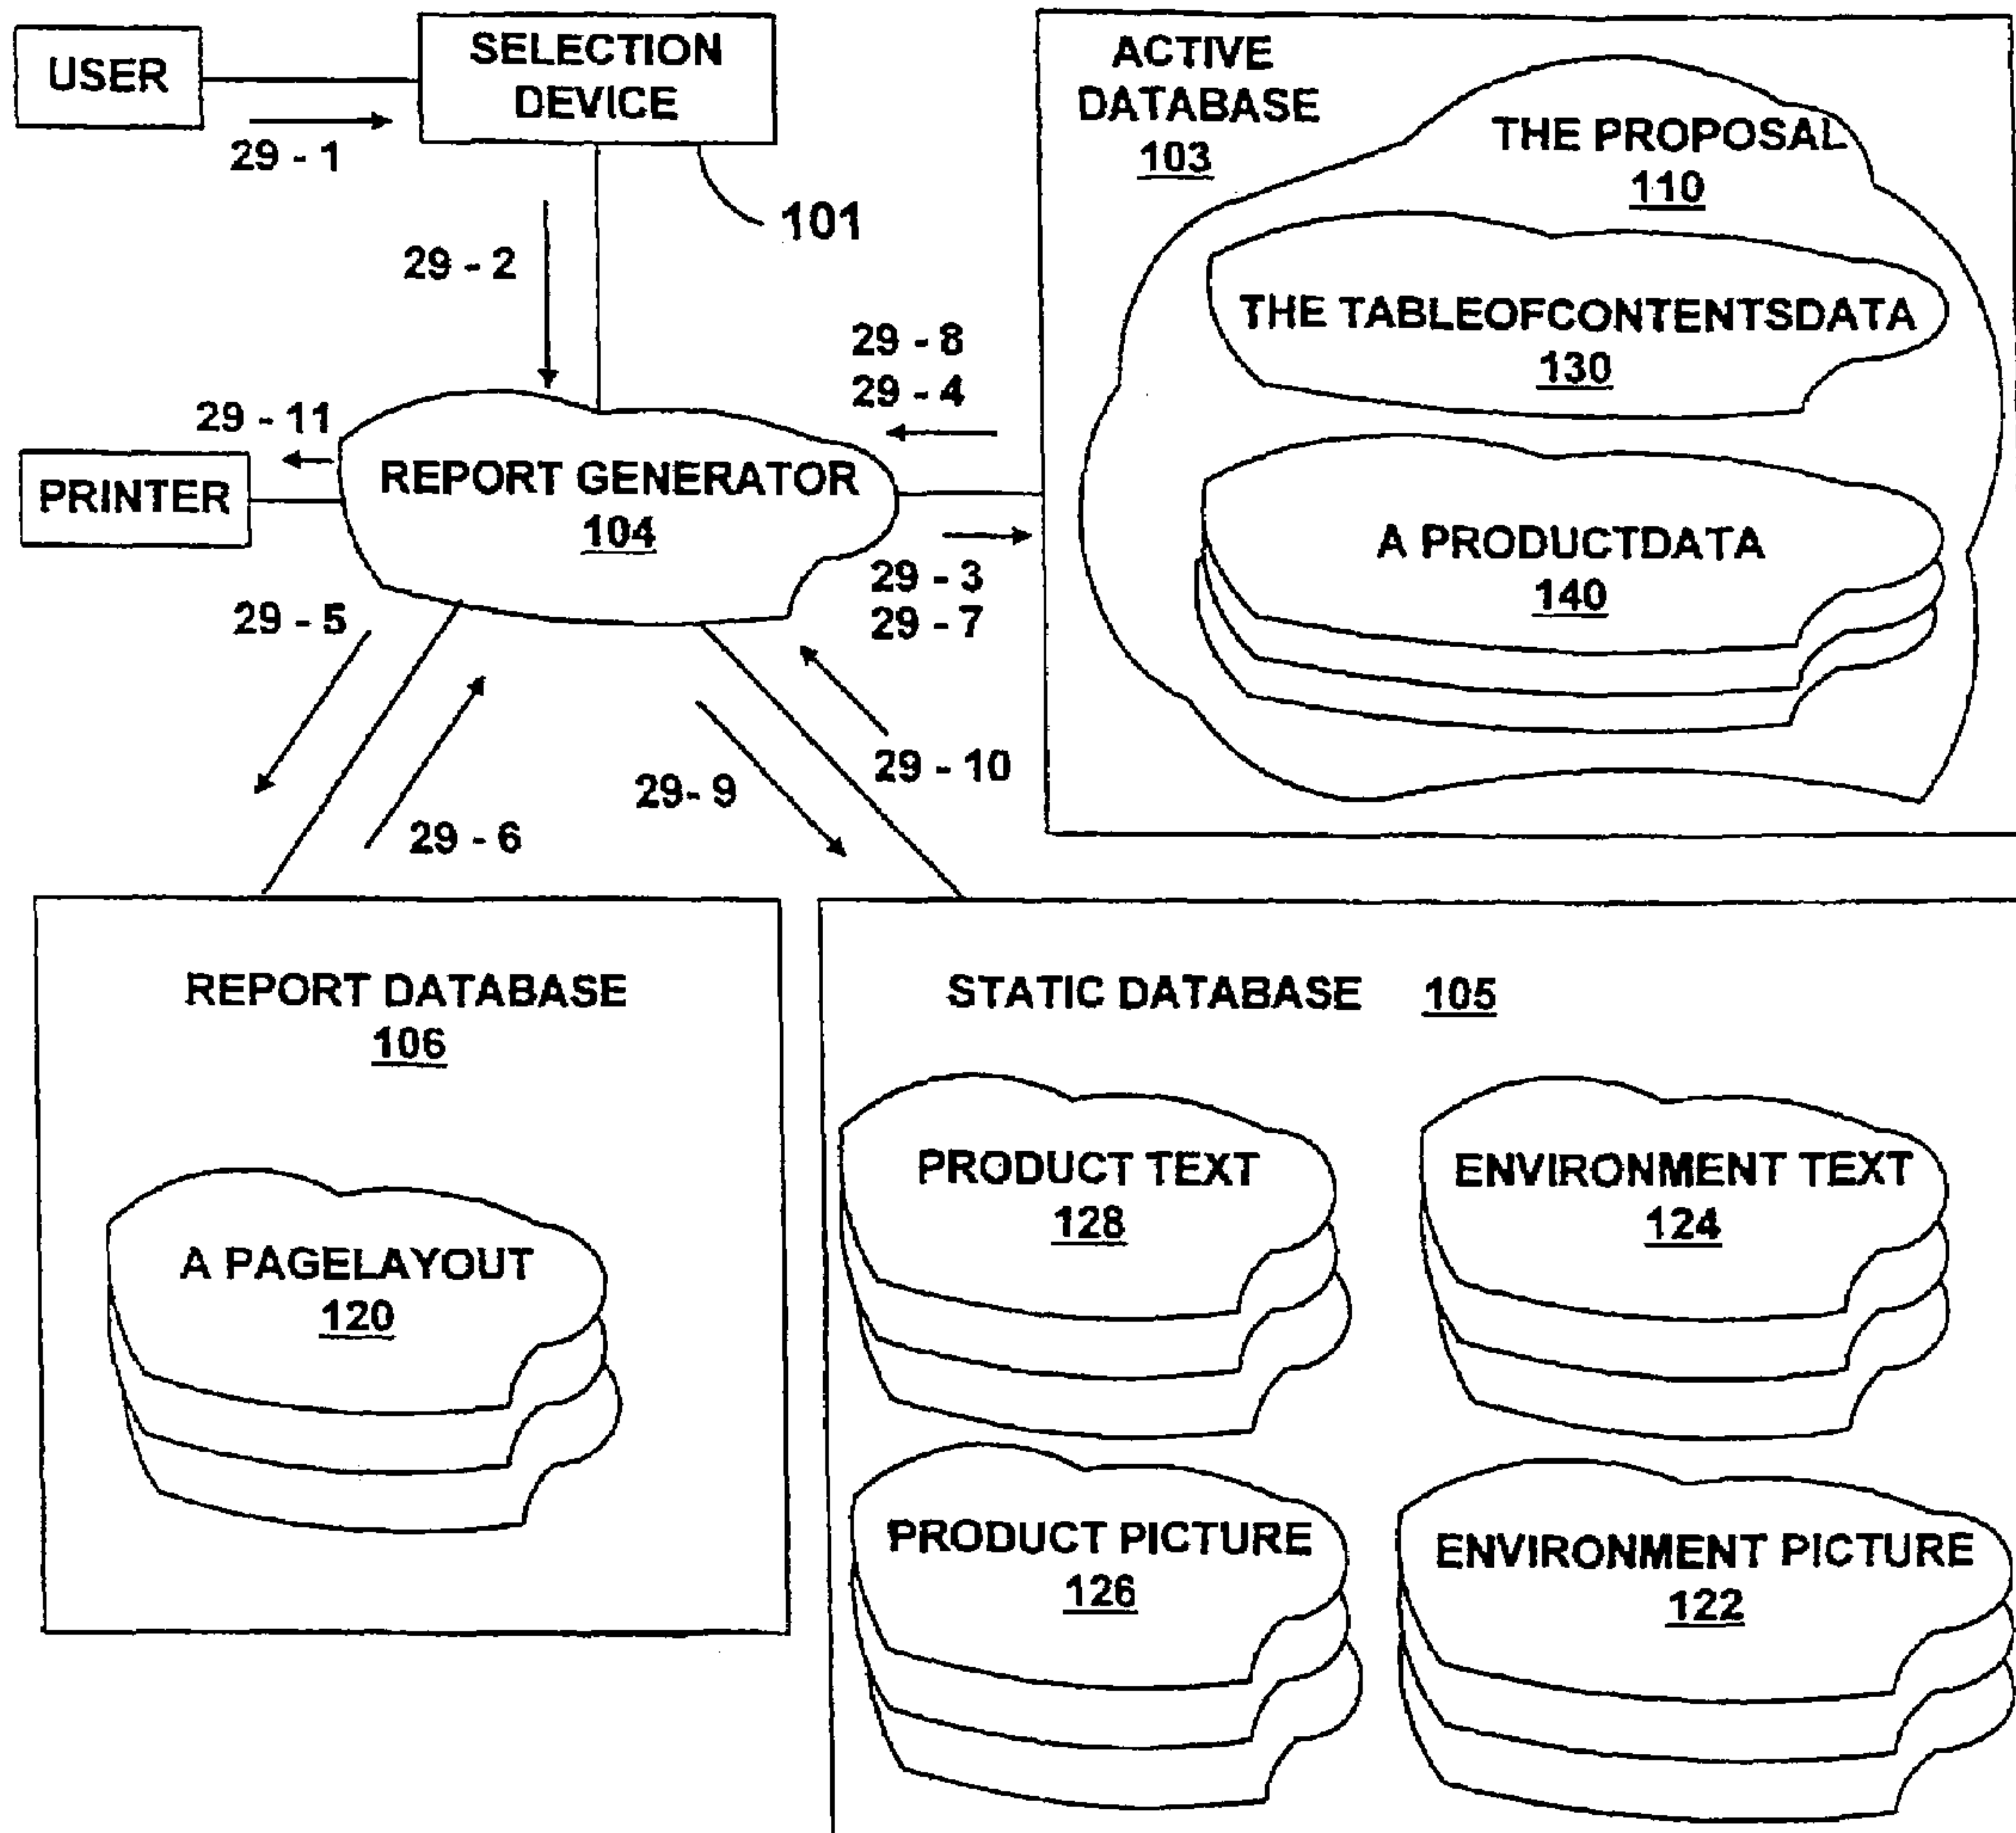 USER
SELECTION
DEVICE
29 - 1
101
29 - 2
ACTIVE
DATABASE
103
THE PROPOSAL
110
THE TABLEOFCONTENTSDATA
130
A PRODUCTDATA
140
29 - 8
29 - 4
29 - 11
PRINTER
REPORT GENERATOR
104
29 - 3
29 - 7
29 - 5
29 - 6
29- 9
29 - 10
REPORT DATABASE
106
A PAGELAYOUT
120
STATIC DATABASE 105
PRODUCT TEXT
128
ENVIRONMENT TEXT
124
PRODUCT PICTURE
126
ENVIRONMENT PICTURE
122